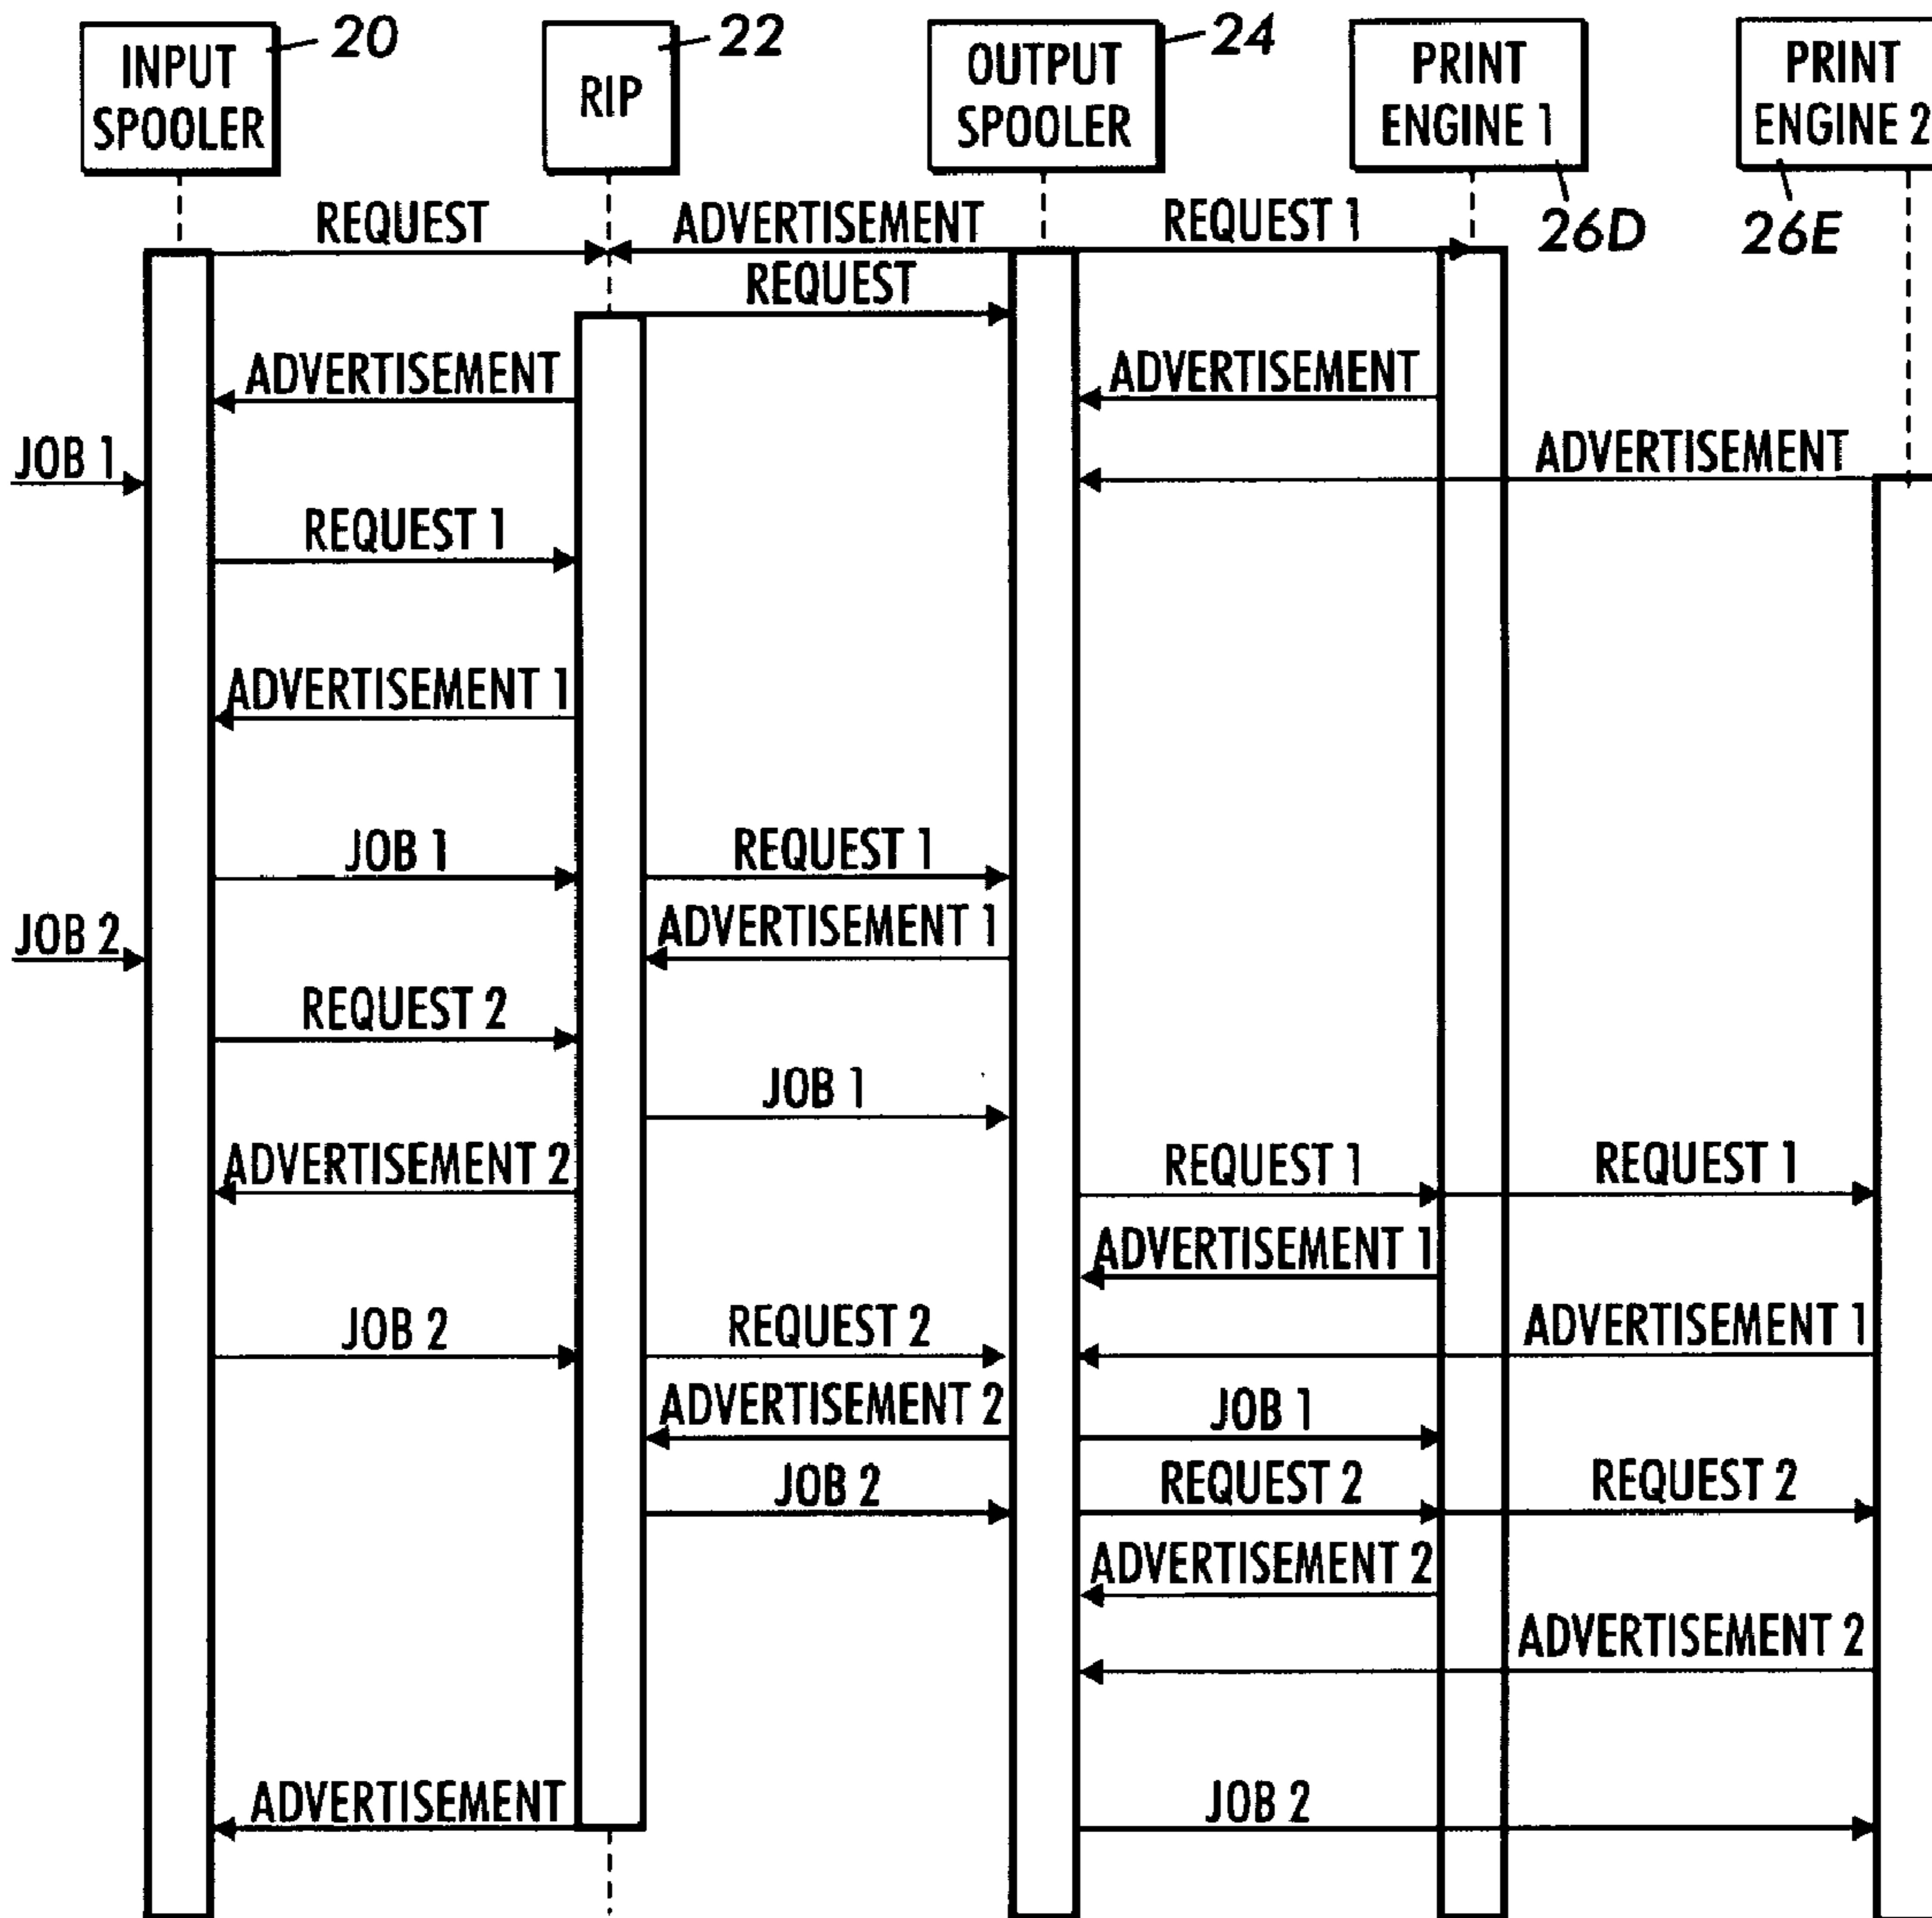 INPUT
SPOOLER
20
RIP
22
OUTPUT
SPOOLER
24
PRINT
ENGINE 1
26D
PRINT
ENGINE 2
26E
REQUEST
ADVERTISEMENT
REQUEST 1
REQUEST
ADVERTISEMENT
ADVERTISEMENT
JOB 1
ADVERTISEMENT
REQUEST 1
ADVERTISEMENT 1
JOB 1
REQUEST 1
JOB 2
ADVERTISEMENT 1
REQUEST 2
JOB 1
ADVERTISEMENT 2
REQUEST 1
REQUEST 1
ADVERTISEMENT 1
JOB 2
REQUEST 2
ADVERTISEMENT 1
ADVERTISEMENT 2
JOB 1
JOB 2
REQUEST 2
REQUEST 2
ADVERTISEMENT 2
ADVERTISEMENT 2
ADVERTISEMENT
JOB 2